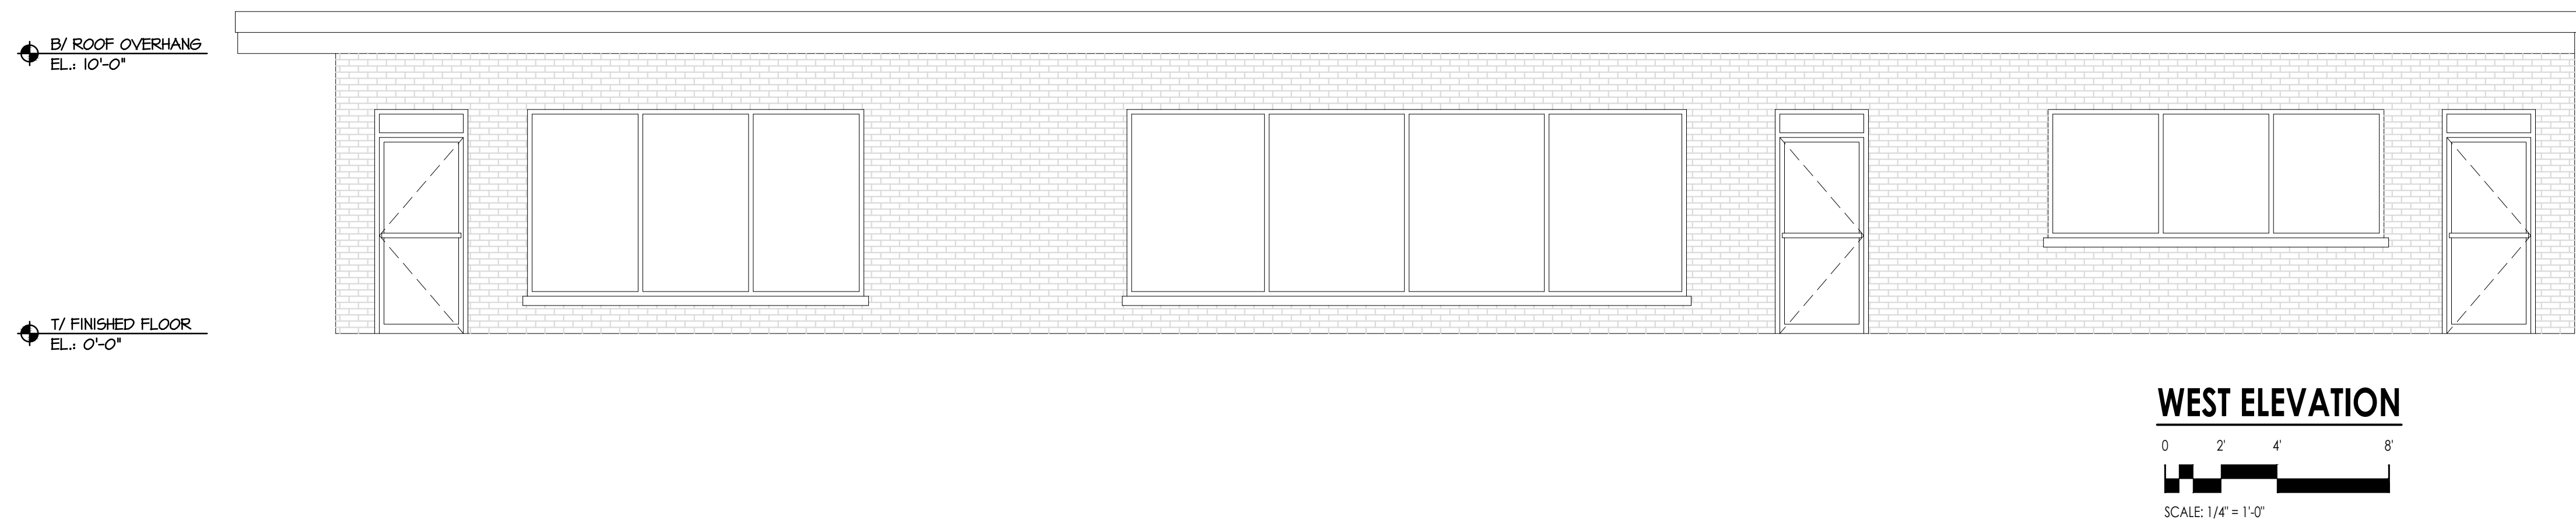 B/ ROOF OVERHANG
EL.: 10'-0"
T/ FINISHED FLOOR
EL.: 0'-0"
WEST ELEVATION
0 2' 4' 8'
SCALE: 1/4" = 1'-0"